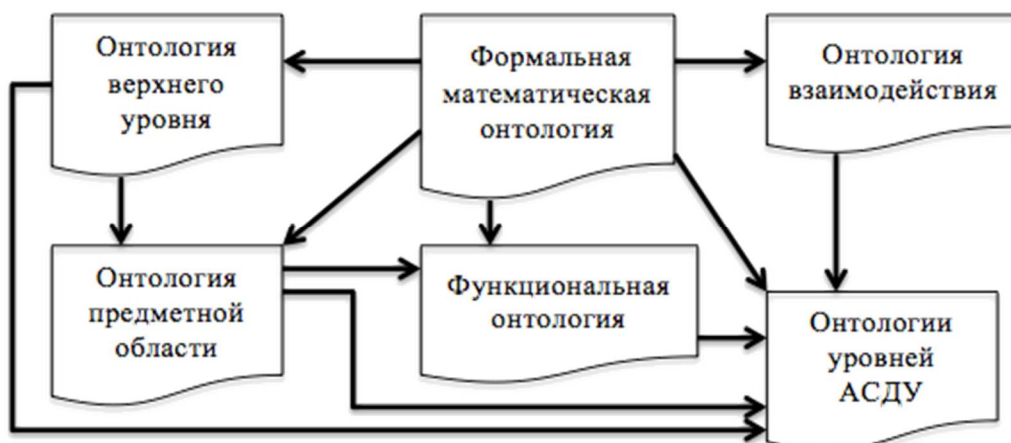 Онтология
верхнего
уровня
Формальная
математическая
онтология
Онтология
взаимодействия
Онтология
предметной
области
Функциональная
онтология
Онтологии
уровней
АСДУ